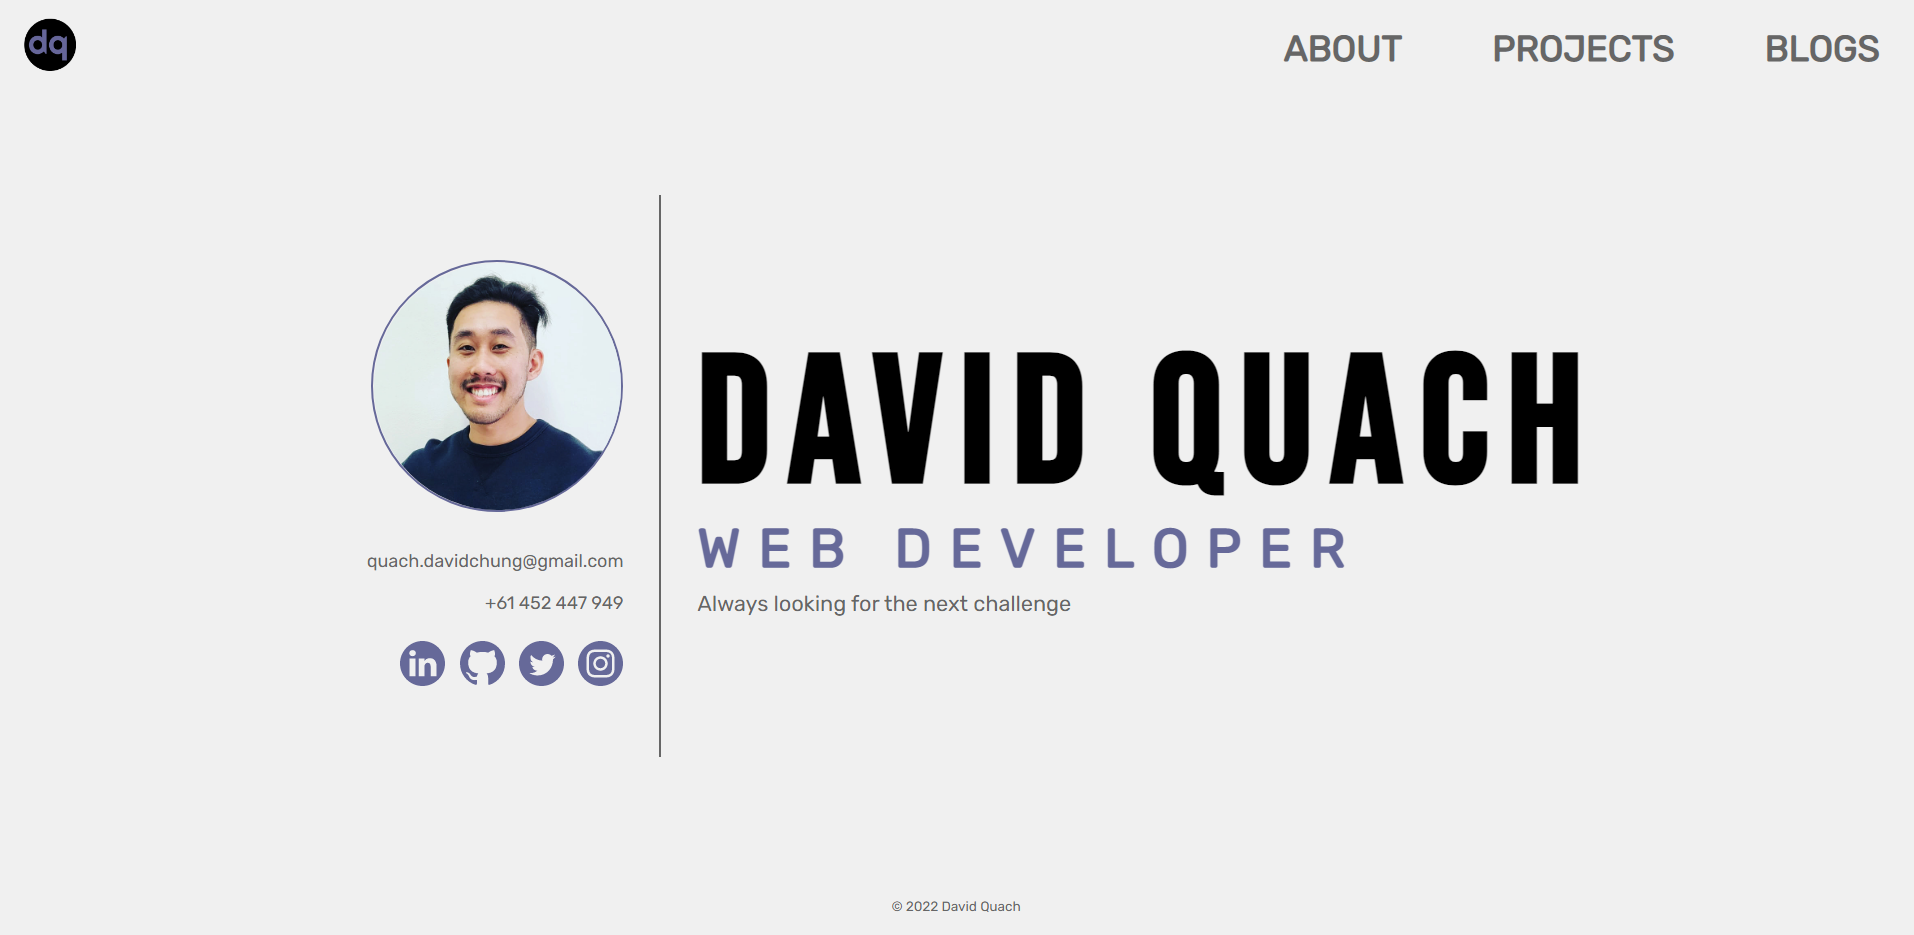 dq
ABOUT PROJECTS BLOGS
DAVID QUACH
WEB DEVELOPER
Always looking for the next challenge
quach.davidchung@gmail.com
+61 452 447 949
in
© 2022 David Quach